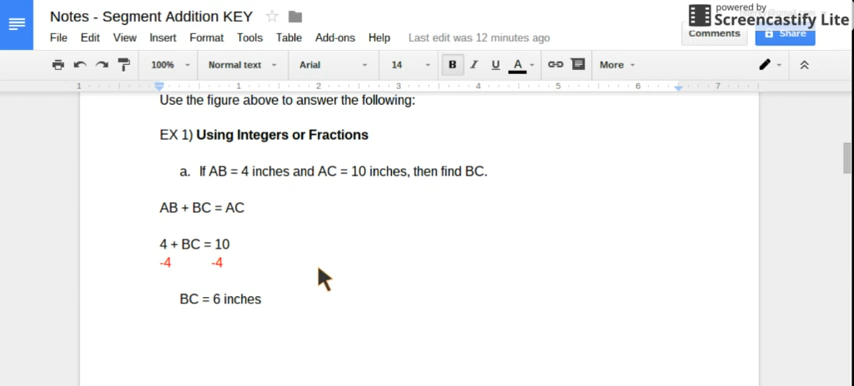 Notes - Segment Addition KEY
powered by
Screencastify Lite
File Edit View Insert Format Tools Table Add-ons Help Last edit was 12 minutes ago
Comments Share
100% Normal text Arial 14 B I U A More
1 1 2 3 4 5 6 7
Use the figure above to answer the following:
EX 1) Using Integers or Fractions
a. If AB = 4 inches and AC = 10 inches, then find BC.
AB + BC = AC
4 + BC = 10
-4 -4
BC = 6 inches